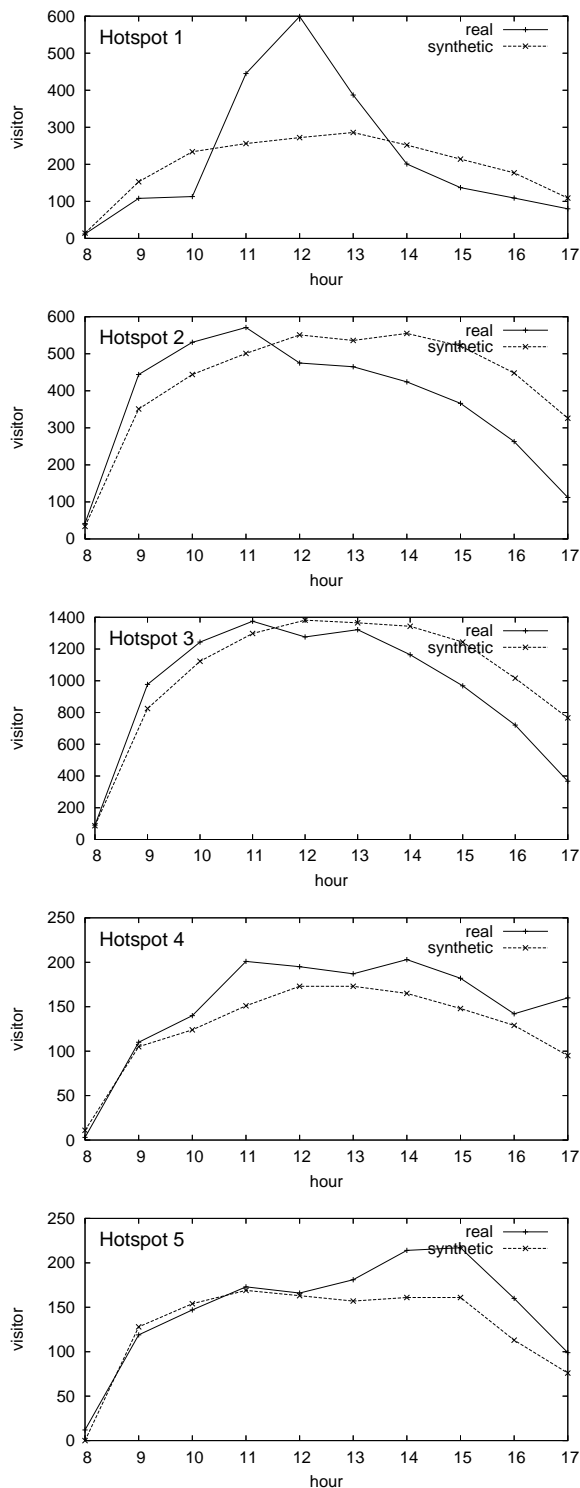 Hotspot 1
real
synthetic
600
500
400
300
200
100
0
visitor
8 9 10 11 12 13 14 15 16 17
hour
Hotspot 2
real
synthetic
600
500
400
300
200
100
0
visitor
8 9 10 11 12 13 14 15 16 17
hour
Hotspot 3
real
synthetic
1400
1200
1000
800
600
400
200
0
visitor
8 9 10 11 12 13 14 15 16 17
hour
Hotspot 4
real
synthetic
250
200
150
100
50
0
visitor
8 9 10 11 12 13 14 15 16 17
hour
Hotspot 5
real
synthetic
250
200
150
100
50
0
visitor
8 9 10 11 12 13 14 15 16 17
hour